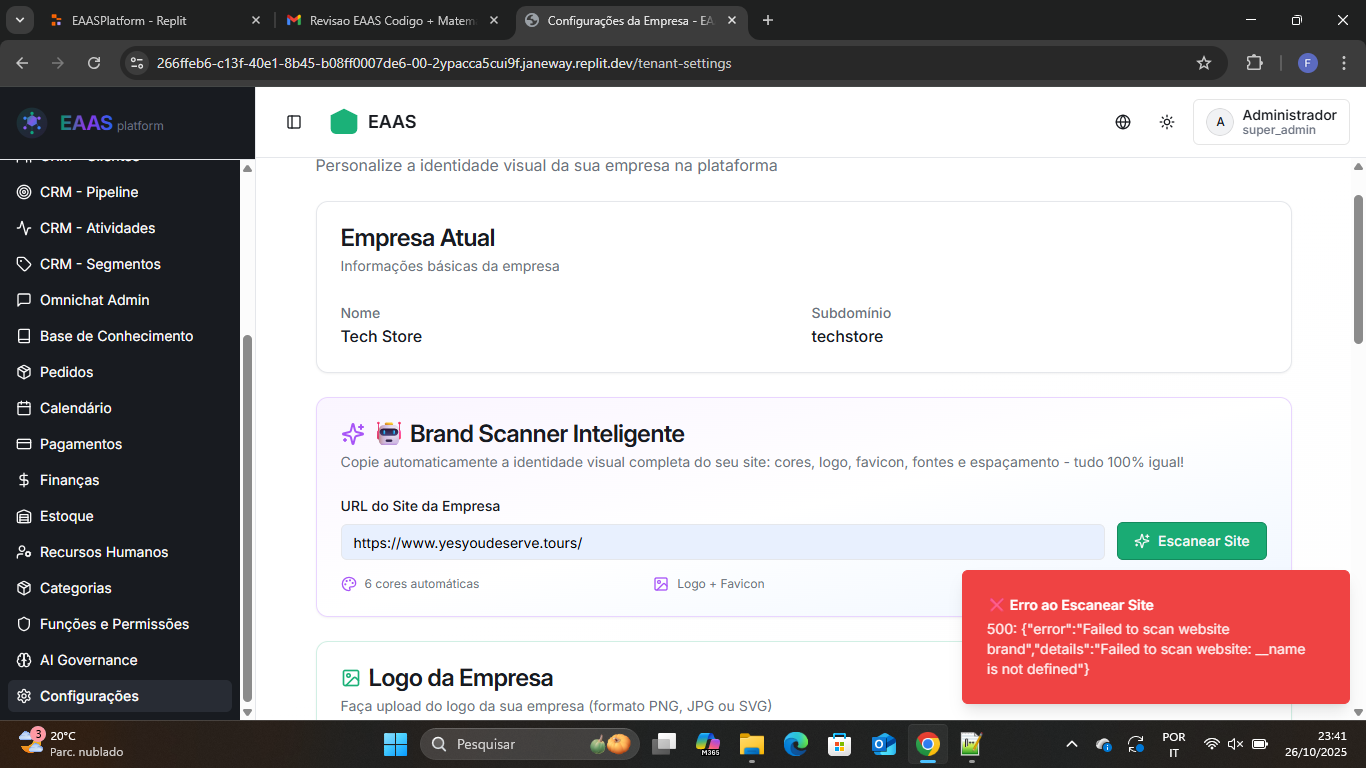 EAASPlatform - Replit
Revisao EAAS Codigo + Matem
Configurações da Empresa - EA
266ffeb6-c13f-40e1-8b45-b08ff0007de6-00-2ypacca5cui9f.janeway.replit.dev/tenant-settings
F
EAAS platform
EAAS
A
Administrador
super_admin
CRM - Clientes
CRM - Pipeline
CRM - Atividades
CRM - Segmentos
Omnichat Admin
Base de Conhecimento
Pedidos
Calendário
Pagamentos
Finanças
Estoque
Recursos Humanos
Categorias
Funções e Permissões
AI Governance
Configurações
Personalize a identidade visual da sua empresa na plataforma
Empresa Atual
Informações básicas da empresa
Nome
Subdomínio
Tech Store
techstore
Brand Scanner Inteligente
Copie automaticamente a identidade visual completa do seu site: cores, logo, favicon, fontes e espaçamento - tudo 100% igual!
URL do Site da Empresa
https://www.yesyoudeserve.tours/
Escanear Site
6 cores automáticas
Logo + Favicon
Erro ao Escanear Site
500: {"error":"Failed to scan website
brand","details":"Failed to scan website: __name
is not defined"}
Logo da Empresa
Faça upload do logo da sua empresa (formato PNG, JPG ou SVG)
3
20°C
Parc. nublado
Pesquisar
M365
POR
IT
23:41
26/10/2025